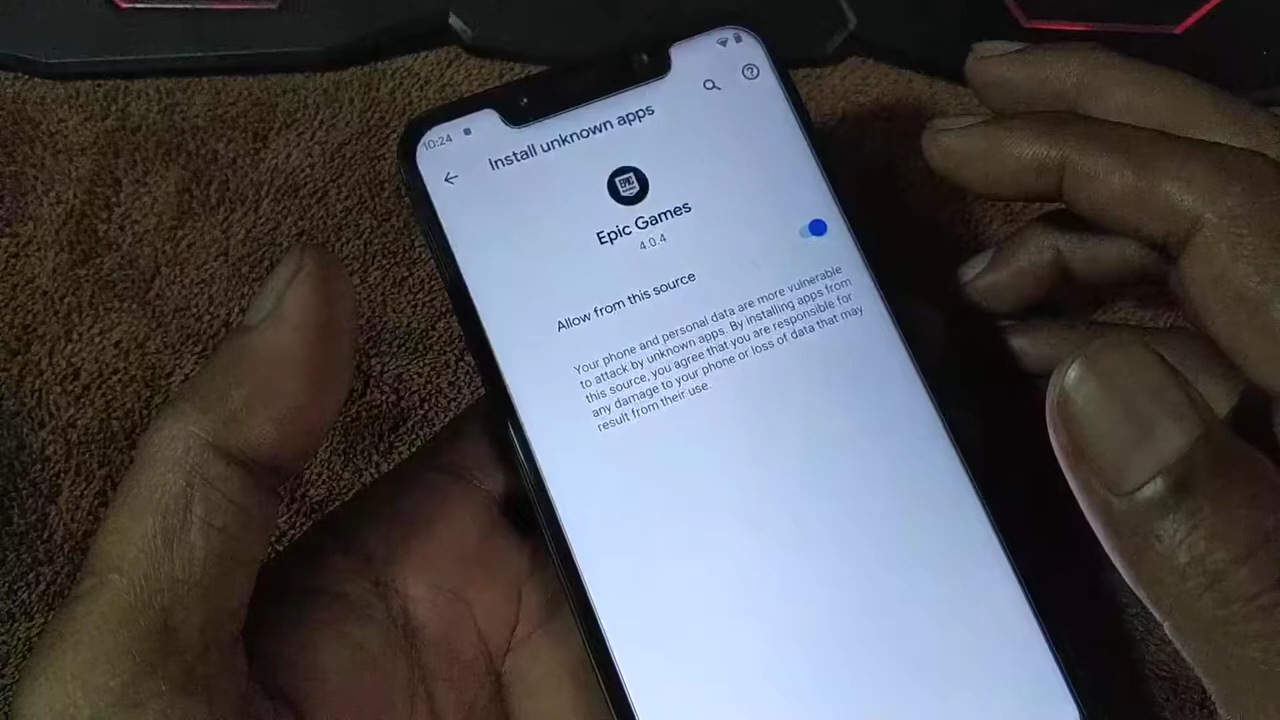 10:24
Install unknown apps
EPIC
GAMES
Epic Games
4.0.4
Allow from this source
Your phone and personal data are more vulnerable
to attack by unknown apps. By installing apps from
this source, you agree that you are responsible for
any damage to your phone or loss of data that may
result from their use.